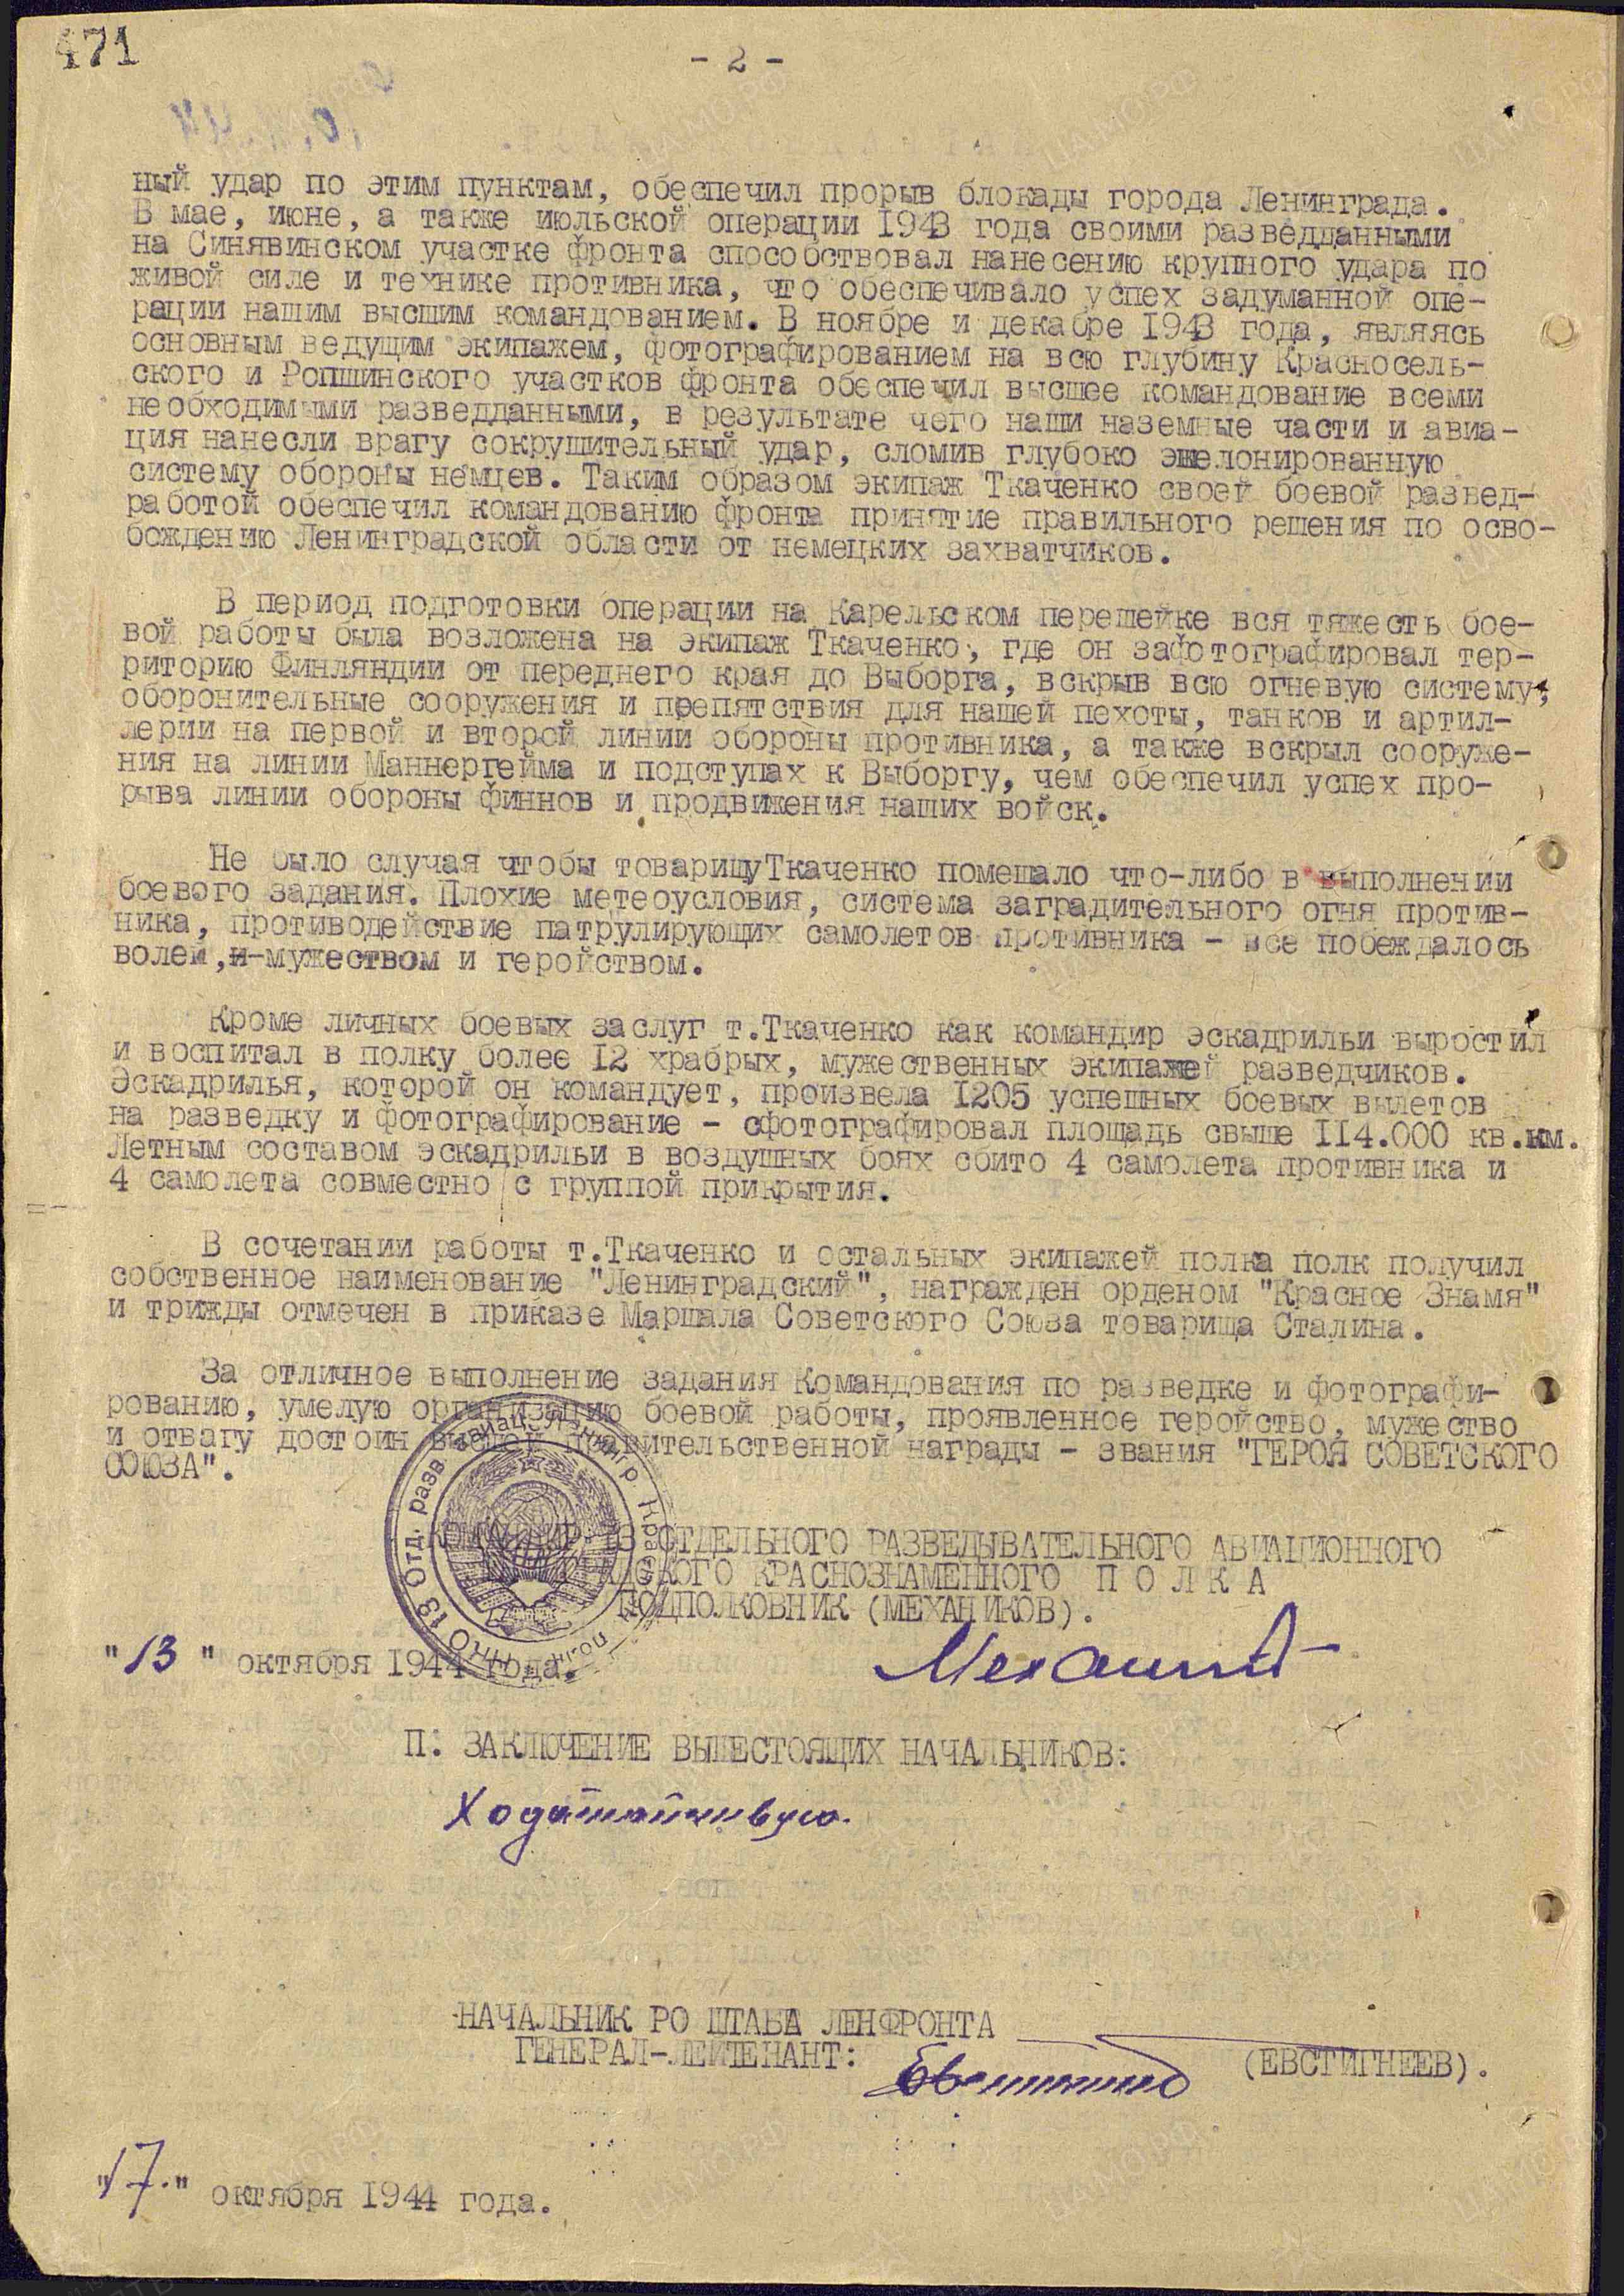 471
- 2 -
ный удар по этим пунктам, обеспечил прорыв блокады города Ленинграда.
В мае, июне, а также июльской операции 1943 года своими разведданными
на Синявинском участке фронта способствовал нанесению крупного удара по
живой силе и технике противника, что обеспечивало успех задуманной опе-
рации нашим высшим командованием. В ноябре и декабре 1943 года, являясь
основным ведущим экипажем, фотографированием на всю глубину Красносель-
ского и Ропшинского участков фронта обеспечил высшее командование всеми
необходимыми разведданными, в результате чего наши наземные части и авиа-
ция нанесли врагу сокрушительный удар, сломив глубоко эшелонированную
систему обороны немцев. Таким образом экипаж Ткаченко своей боевой развед-
работой обеспечил командованию фронта принятие правильного решения по осво-
бождению Ленинградской области от немецких захватчиков.
В период подготовки операции на Карельском перешейке вся тяжесть бое-
вой работы была возложена на экипаж Ткаченко, где он зафотографировал тер-
риторию Финляндии от переднего края до Выборга, вскрыв всю огневую систему,
оборонительные сооружения и препятствия для нашей пехоты, танков и артил-
лерии на первой и второй линии обороны противника, а также вскрыл сооруже-
ния на линии Маннергейма и подступах к Выборгу, чем обеспечил успех про-
рыва линии обороны финнов и продвижения наших войск.
Не было случая чтобы товарищу Ткаченко помешало что-либо в выполнении
боевого задания. Плохие метеоусловия, система заградительного огня против-
ника, противодействие патрулирующих самолетов противника - все побеждалось
волей, мужеством и геройством.
Кроме личных боевых заслуг т.Ткаченко как командир эскадрильи выростил
и воспитал в полку более 12 храбрых, мужественных экипажей разведчиков.
Эскадрилья, которой он командует, произвела 1205 успешных боевых вылетов
на разведку и фотографирование - сфотографировал площадь свыше 114.000 кв.км.
Летным составом эскадрильи в воздушных боях сбито 4 самолета противника и
4 самолета совместно с группой прикрытия.
В сочетании работы т.Ткаченко и остальных экипажей полка полк получил
собственное наименование "Ленинградский", награжден орденом "Красное Знамя"
и трижды отмечен в приказе Маршала Советского Союза товарища Сталина.
За отличное выполнение задания Командования по разведке и фотографи-
рованию, умелую организацию боевой работы, проявленное геройство, мужество
и отвагу достоин высшей правительственной награды - звания "ГЕРОЯ СОВЕТСКОГО
СОЮЗА".
КОМАНДИР 13 ОТДЕЛЬНОГО РАЗВЕДЫВАТЕЛЬНОГО АВИАЦИОННОГО
КРАСНОЗНАМЕННОГО П О Л К А
ПОДПОЛКОВНИК (МЕХАНИКОВ).
"13" октября 1944 года.
П: ЗАКЛЮЧЕНИЕ ВЫШЕСТОЯЩИХ НАЧАЛЬНИКОВ:
Ходатайствую.
НАЧАЛЬНИК РО ШТАБА ЛЕНФРОНТА
ГЕНЕРАЛ-ЛЕЙТЕНАНТ: (ЕВСТИГНЕЕВ).
"17." октября 1944 года.